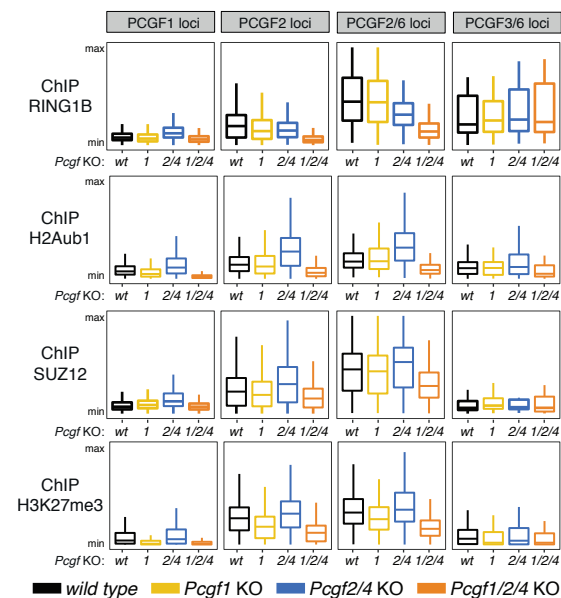 PCGF1 loci PCGF2 loci PCGF2/6 loci PCGF3/6 loci
max
ChIP
RING1B
min
Pcgf KO: wt 1 2/4 1/2/4 wt 1 2/4 1/2/4 wt 1 2/4 1/2/4 wt 1 2/4 1/2/4
max
ChIP
H2Aub1
min
Pcgf KO: wt 1 2/4 1/2/4 wt 1 2/4 1/2/4 wt 1 2/4 1/2/4 wt 1 2/4 1/2/4
max
ChIP
SUZ12
min
Pcgf KO: wt 1 2/4 1/2/4 wt 1 2/4 1/2/4 wt 1 2/4 1/2/4 wt 1 2/4 1/2/4
max
ChIP
H3K27me3
min
Pcgf KO: wt 1 2/4 1/2/4 wt 1 2/4 1/2/4 wt 1 2/4 1/2/4 wt 1 2/4 1/2/4
wild type Pcgf1 KO Pcgf2/4 KO Pcgf1/2/4 KO